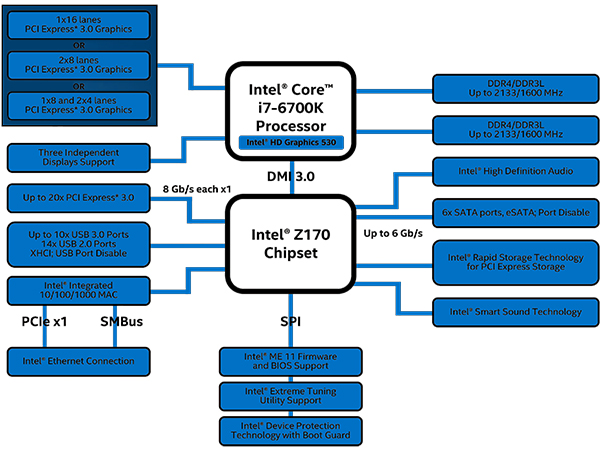 1x16 lanes
PCI Express* 3.0 Graphics
OR
2x8 lanes
PCI Express* 3.0 Graphics
OR
1x8 and 2x4 lanes
PCI Express* 3.0 Graphics
Intel® Core™
i7-6700K
Processor
Intel® HD Graphics 530
DDR4/DDR3L
Up to 2133/1600 MHz
DDR4/DDR3L
Up to 2133/1600 MHz
Three Independent
Displays Support
DMI 3.0
Intel® High Definition Audio
Up to 20x PCI Express* 3.0
8 Gb/s each x1
6x SATA ports, eSATA; Port Disable
Up to 10x USB 3.0 Ports
14x USB 2.0 Ports
XHCI; USB Port Disable
Intel® Z170
Chipset
Up to 6 Gb/s
Intel® Rapid Storage Technology
for PCI Express Storage
Intel® Integrated
10/100/1000 MAC
Intel® Smart Sound Technology
PCIe x1
SMBus
SPI
Intel® Ethernet Connection
Intel® ME 11 Firmware
and BIOS Support
Intel® Extreme Tuning
Utility Support
Intel® Device Protection
Technology with Boot Guard